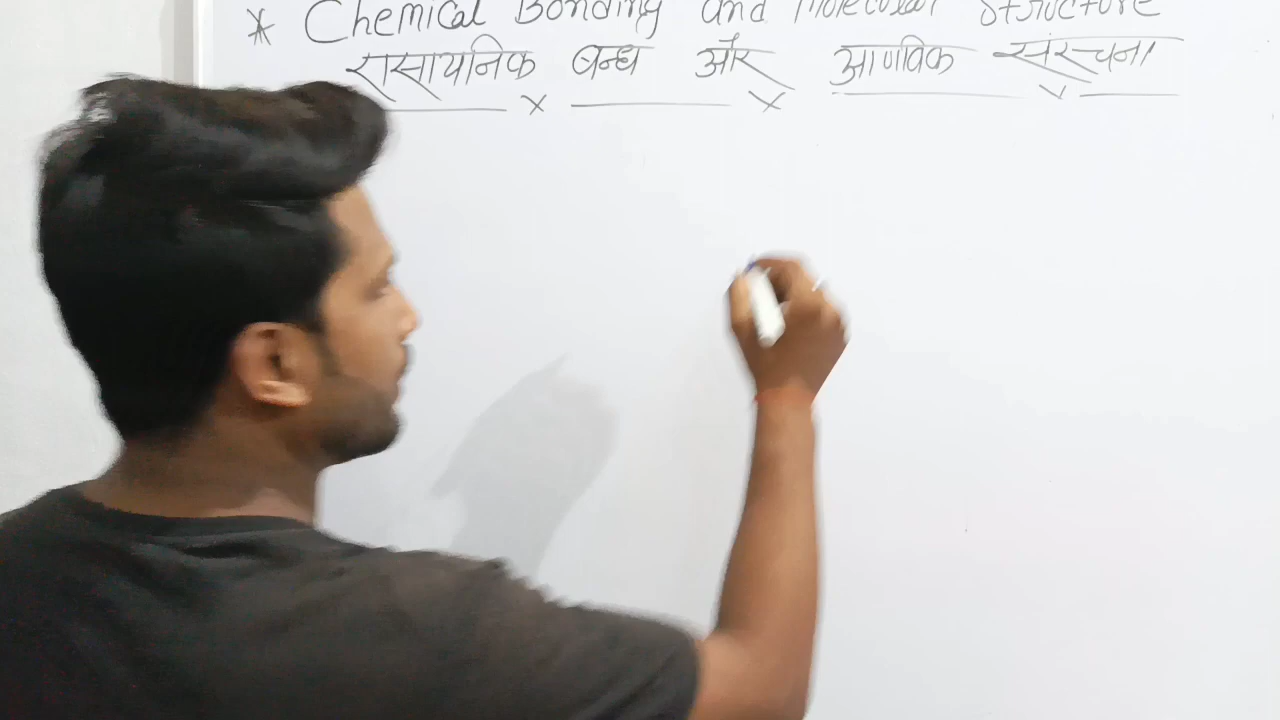 * Chemical Bonding and Molecular Structure
रासायनिक बन्ध और आणविक संरचना